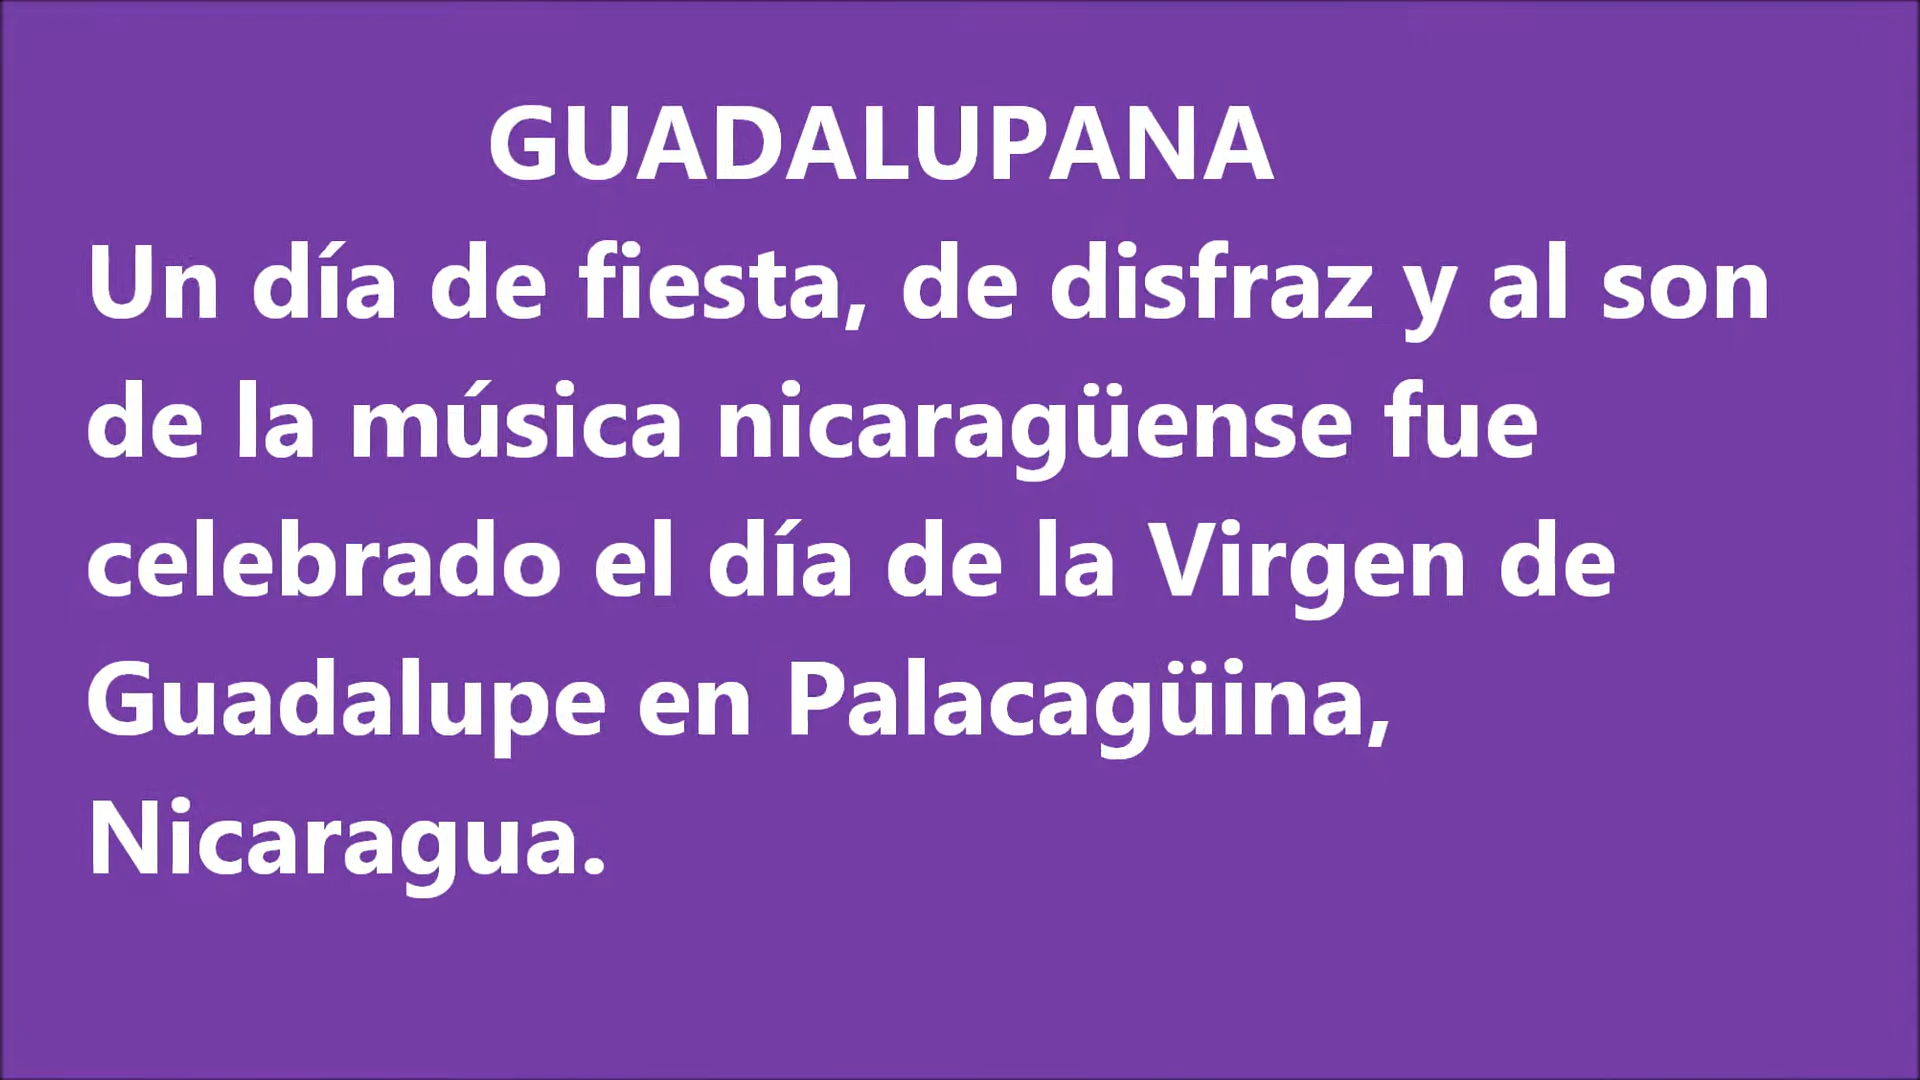 GUADALUPANA
Un día de fiesta, de disfraz y al son
de la música nicaragüense fue
celebrado el día de la Virgen de
Guadalupe en Palacagüina,
Nicaragua.